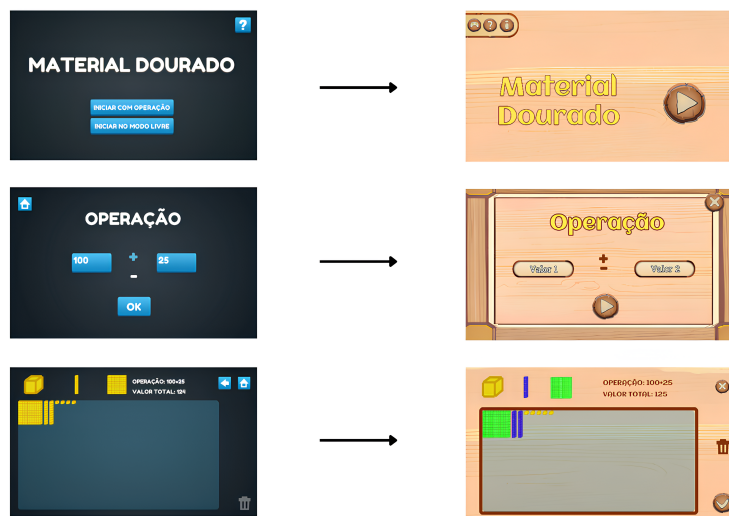 ?
MATERIAL DOURADO
INICIAR COM OPERAÇÃO
INICIAR NO MODO LIVRE
? i
Material
Dourado
OPERAÇÃO
100 + 25
-
OK
Operação
Valor 1 + Valor 2
-
OPERAÇÃO: 100+25
VALOR TOTAL: 124
OPERAÇÃO: 100+25
VALOR TOTAL: 125